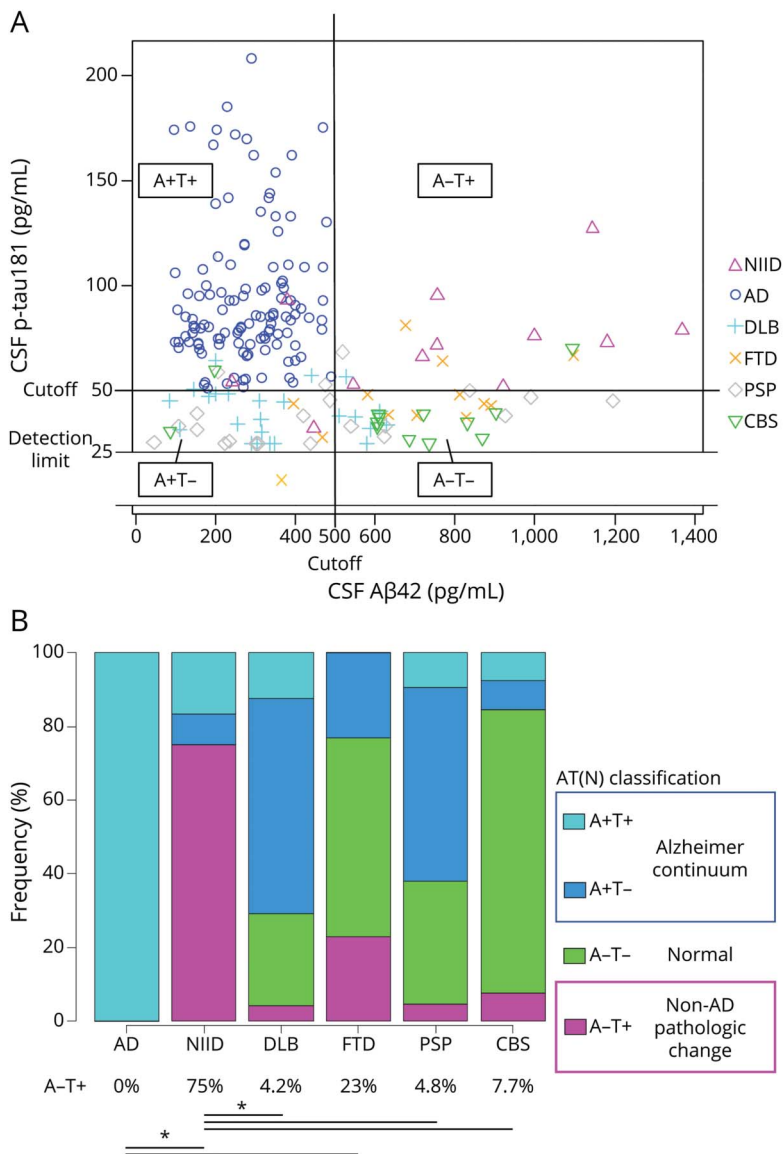 A
CSF p-tau181 (pg/mL)
200
150
100
Cutoff 50
Detection
limit 25
A+T+
A−T+
A+T−
A−T−
0 200 400 500 600 800 1,000 1,200 1,400
Cutoff
CSF Aβ42 (pg/mL)
NIID
AD
DLB
FTD
PSP
CBS
B
Frequency (%)
100
80
60
40
20
0
AD NIID DLB FTD PSP CBS
A−T+ 0% 75% 4.2% 23% 4.8% 7.7%
*
*
AT(N) classification
A+T+
Alzheimer
continuum
A+T−
A−T− Normal
A−T+
Non-AD
pathologic
change